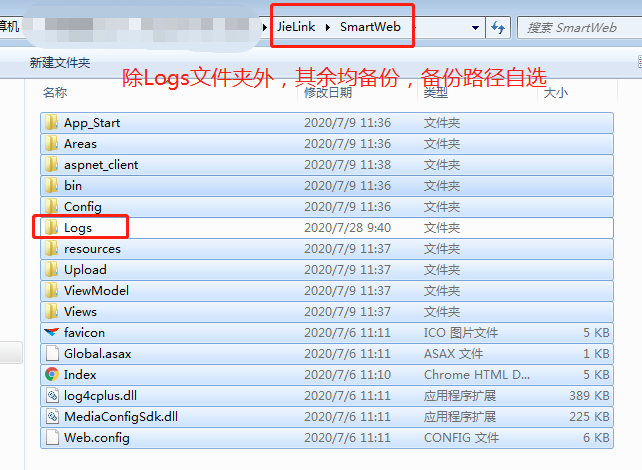 算机
JieLink SmartWeb
搜索 SmartWeb
新建文件夹
除Logs文件夹外，其余均备份，备份路径自选
名称 修改日期 类型 大小
App_Start 2020/7/9 11:36 文件夹
Areas 2020/7/9 11:36 文件夹
aspnet_client 2020/7/9 11:38 文件夹
bin 2020/7/9 11:36 文件夹
Config 2020/7/9 11:36 文件夹
Logs 2020/7/28 9:40 文件夹
resources 2020/7/9 11:37 文件夹
Upload 2020/7/9 11:37 文件夹
ViewModel 2020/7/9 11:37 文件夹
Views 2020/7/9 11:37 文件夹
favicon 2020/7/6 11:11 ICO 图片文件 5 KB
Global.asax 2020/7/6 11:11 ASAX 文件 1 KB
Index 2020/7/6 11:10 Chrome HTML D... 5 KB
log4cplus.dll 2020/7/6 11:11 应用程序扩展 389 KB
MediaConfigSdk.dll 2020/7/6 11:11 应用程序扩展 225 KB
Web.config 2020/7/6 11:11 CONFIG 文件 6 KB